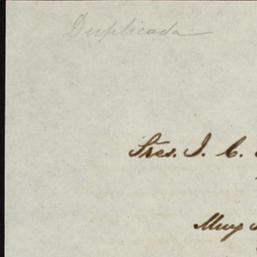 Duplicada
Sres. J. C.
Muy